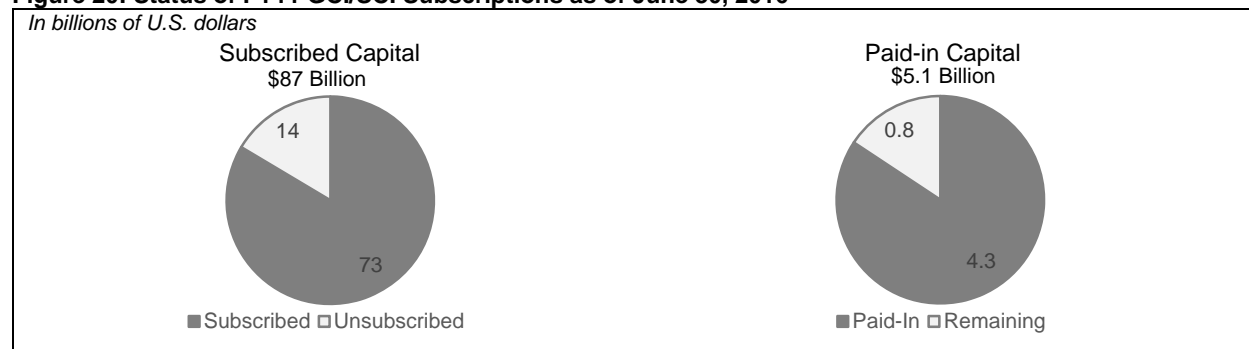 In billions of U.S. dollars
Subscribed Capital
$87 Billion
14
73
■Subscribed □Unsubscribed
Paid-in Capital
$5.1 Billion
0.8
4.3
■Paid-In □Remaining